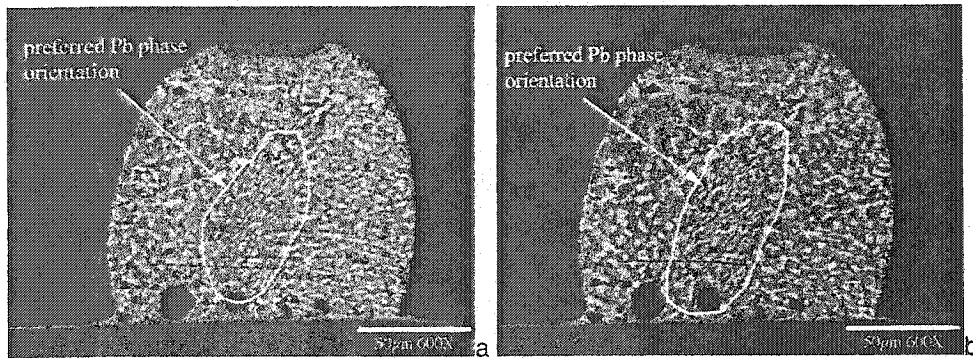 preferred Pb phase
orientation
50µm 600X
a
preferred Pb phase
orientation
50µm 600X
b